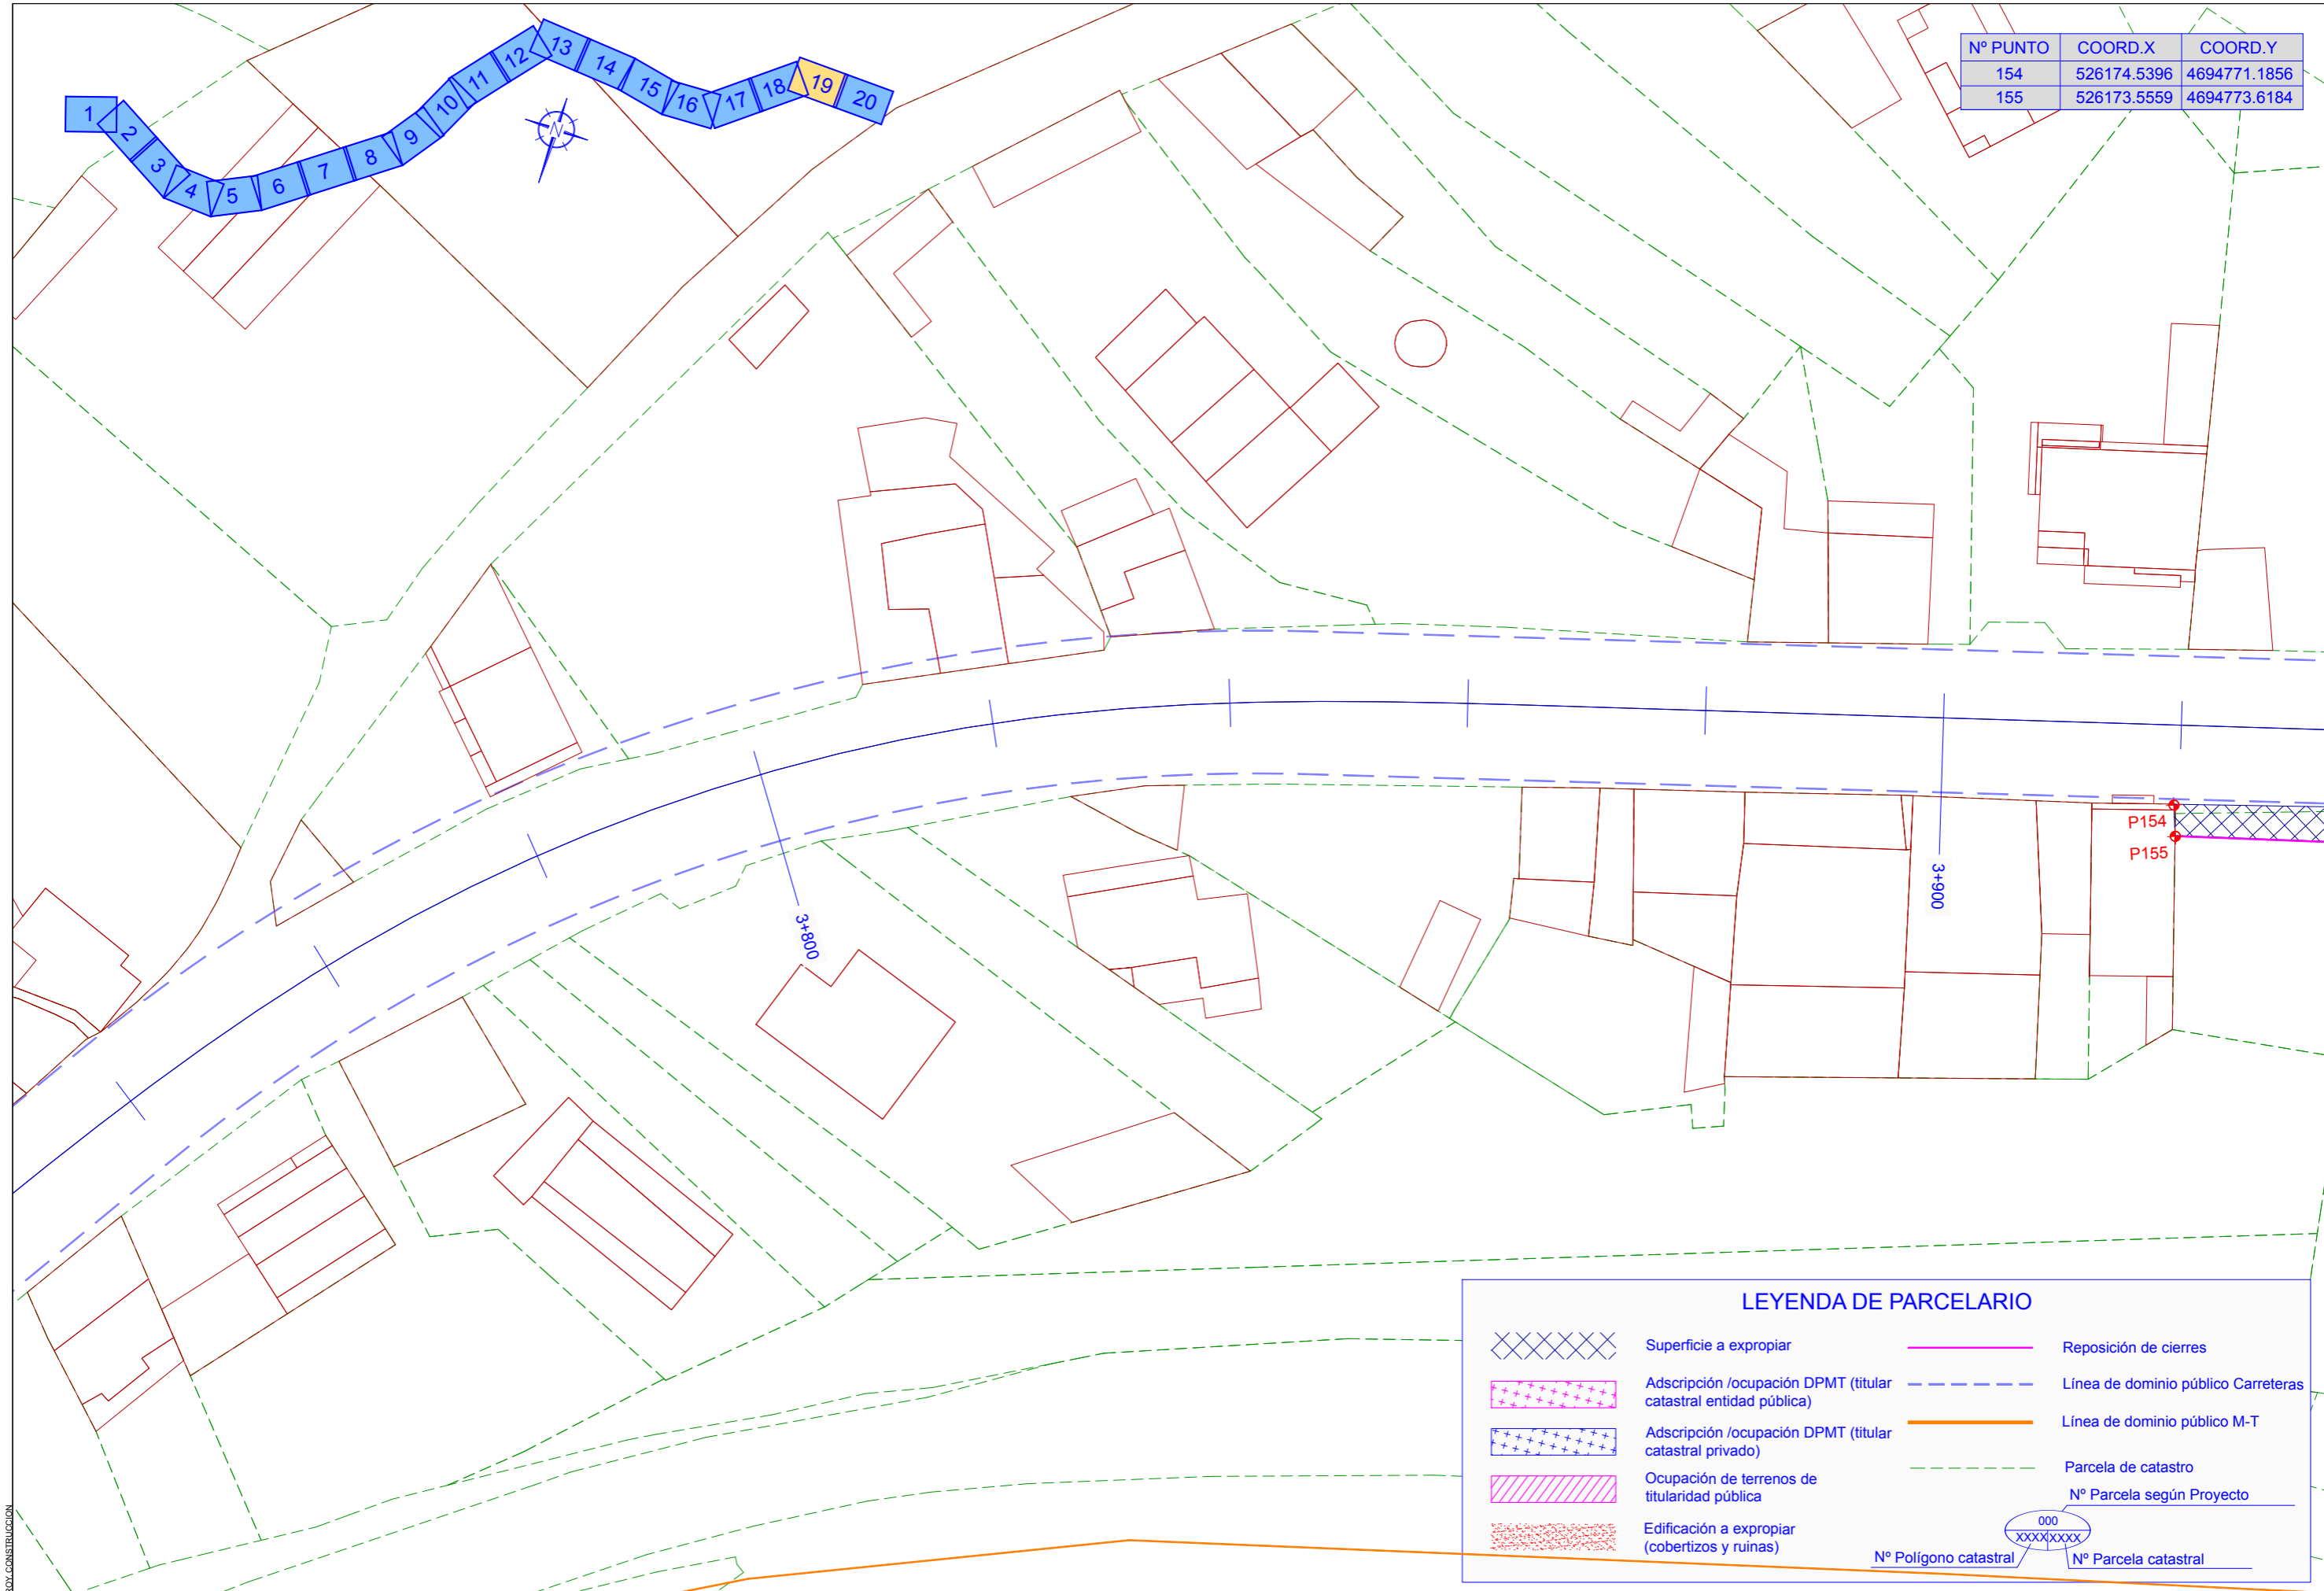 1
2
3
4
5
6
7
8
9
10
11
12
13
14
15
16
17
18
19
20
N
Nº PUNTO COORD.X COORD.Y
154 526174.5396 4694771.1856
155 526173.5559 4694773.6184
P154
P155
3+800
3+900
LEYENDA DE PARCELARIO
Superficie a expropiar
Adscripción /ocupación DPMT (titular
catastral entidad pública)
Adscripción /ocupación DPMT (titular
catastral privado)
Ocupación de terrenos de
titularidad pública
Edificación a expropiar
(cobertizos y ruinas)
Reposición de cierres
Línea de dominio público Carreteras
Línea de dominio público M-T
Parcela de catastro
Nº Parcela según Proyecto
000
XXXX XXXX
Nº Polígono catastral
Nº Parcela catastral
CONSTRUCCION